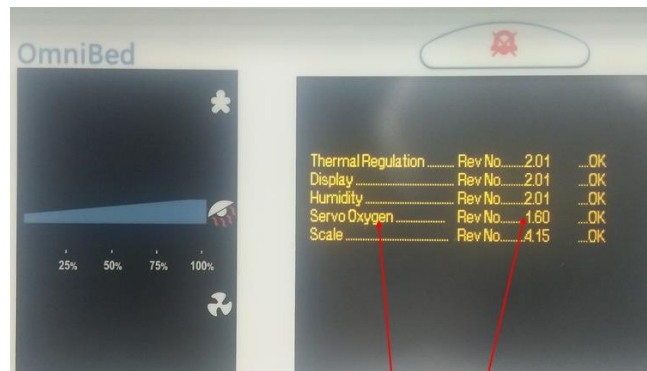 OmniBed
Thermal Regulation ......... Rev No........2.01 ....OK
Display .............................. Rev No........2.01 ....OK
Humidity ........................... Rev No........2.01 ....OK
Servo Oxygen ................. Rev No........1.60 ....OK
Scale ................................. Rev No........4.15 ....OK
25% 50% 75% 100%